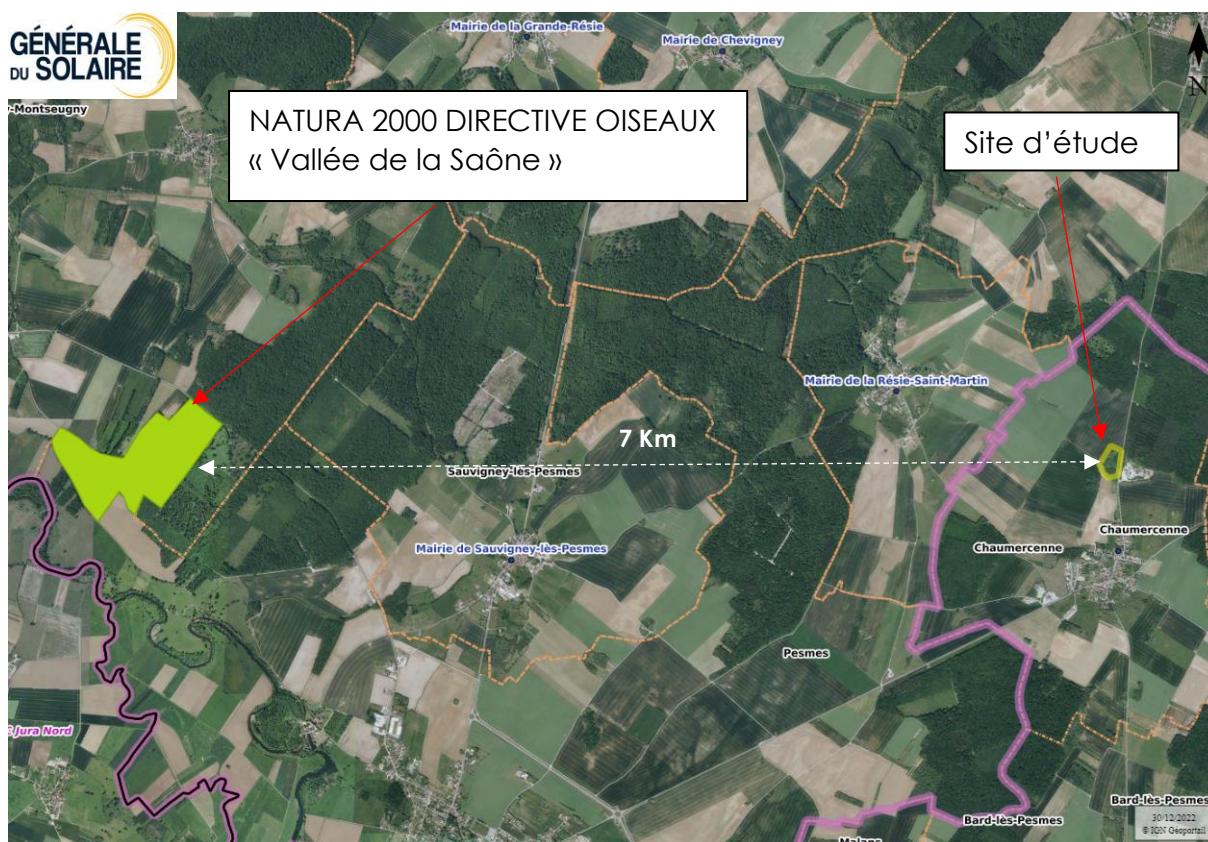 GÉNÉRALE
DU SOLAIRE
Mairie de la Grande-Résie
Mairie de Chevigney
N
y-Montseugny
NATURA 2000 DIRECTIVE OISEAUX
« Vallée de la Saône »
Site d’étude
Mairie de la Résie-Saint-Martin
7 Km
Sauvigney-lès-Pesmes
Chaumercenne
Mairie de Sauvigney-lès-Pesmes
Chaumercenne
Pesmes
Jura Nord
Bard-lès-Pesmes
Bard-lès-Pesmes
30/12/2022
© IGN Géoportail
Malans